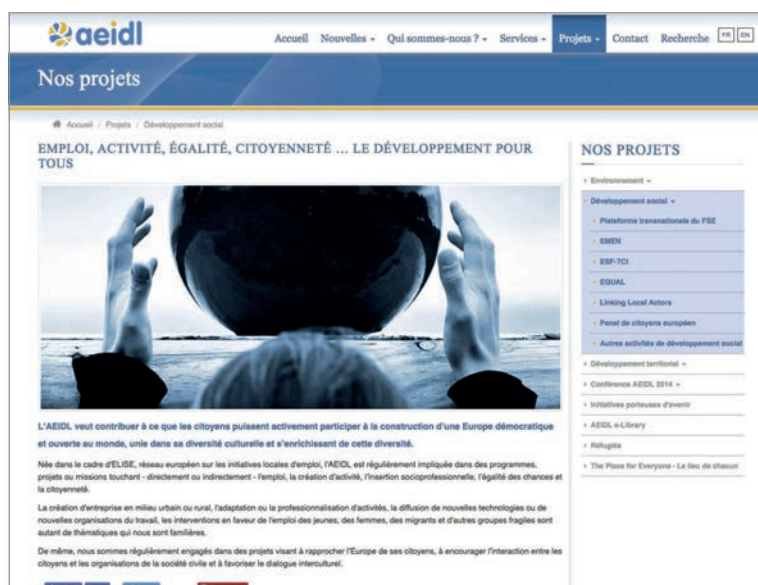 aeidl
Accueil Nouvelles Qui sommes-nous ? Services Projets Contact Recherche FR EN
Nos projets
Accueil / Projets / Développement social
EMPLOI, ACTIVITÉ, ÉGALITÉ, CITOYENNETÉ ... LE DÉVELOPPEMENT POUR
TOUS
L'AEIDL veut contribuer à ce que les citoyens puissent activement participer à la construction d'une Europe démocratique
et ouverte au monde, unie dans sa diversité culturelle et s'enrichissant de cette diversité.
Née dans le cadre d'ELISE, réseau européen sur les initiatives locales d'emploi, l'AEIDL est régulièrement impliquée dans des programmes,
projets ou missions touchant - directement ou indirectement - l'emploi, la création d'activité, l'insertion socioprofessionnelle, l'égalité des chances et
la citoyenneté.
La création d'entreprise en milieu urbain ou rural, l'adaptation ou la professionnalisation d'activités, la diffusion de nouvelles technologies ou de
nouvelles organisations du travail, les interventions en faveur de l'emploi des jeunes, des femmes, des migrants et d'autres groupes fragiles sont
autant de thématiques qui nous sont familières.
De même, nous sommes régulièrement engagés dans des projets visant à rapprocher l'Europe de ses citoyens, à encourager l'interaction entre les
citoyens et les organisations de la société civile et à favoriser le dialogue interculturel.
NOS PROJETS
Environnement
Développement social
Plateforme transnationale du FSE
EMEN
ESF-TCI
EQUAL
Linking Local Actors
Panel de citoyens européen
Autres activités de développement social
Développement territorial
Conférence AEIDL 2014
Initiatives porteuses d'avenir
AEIDL e-Library
Réfugiés
The Place for Everyone - Le lieu de chacun